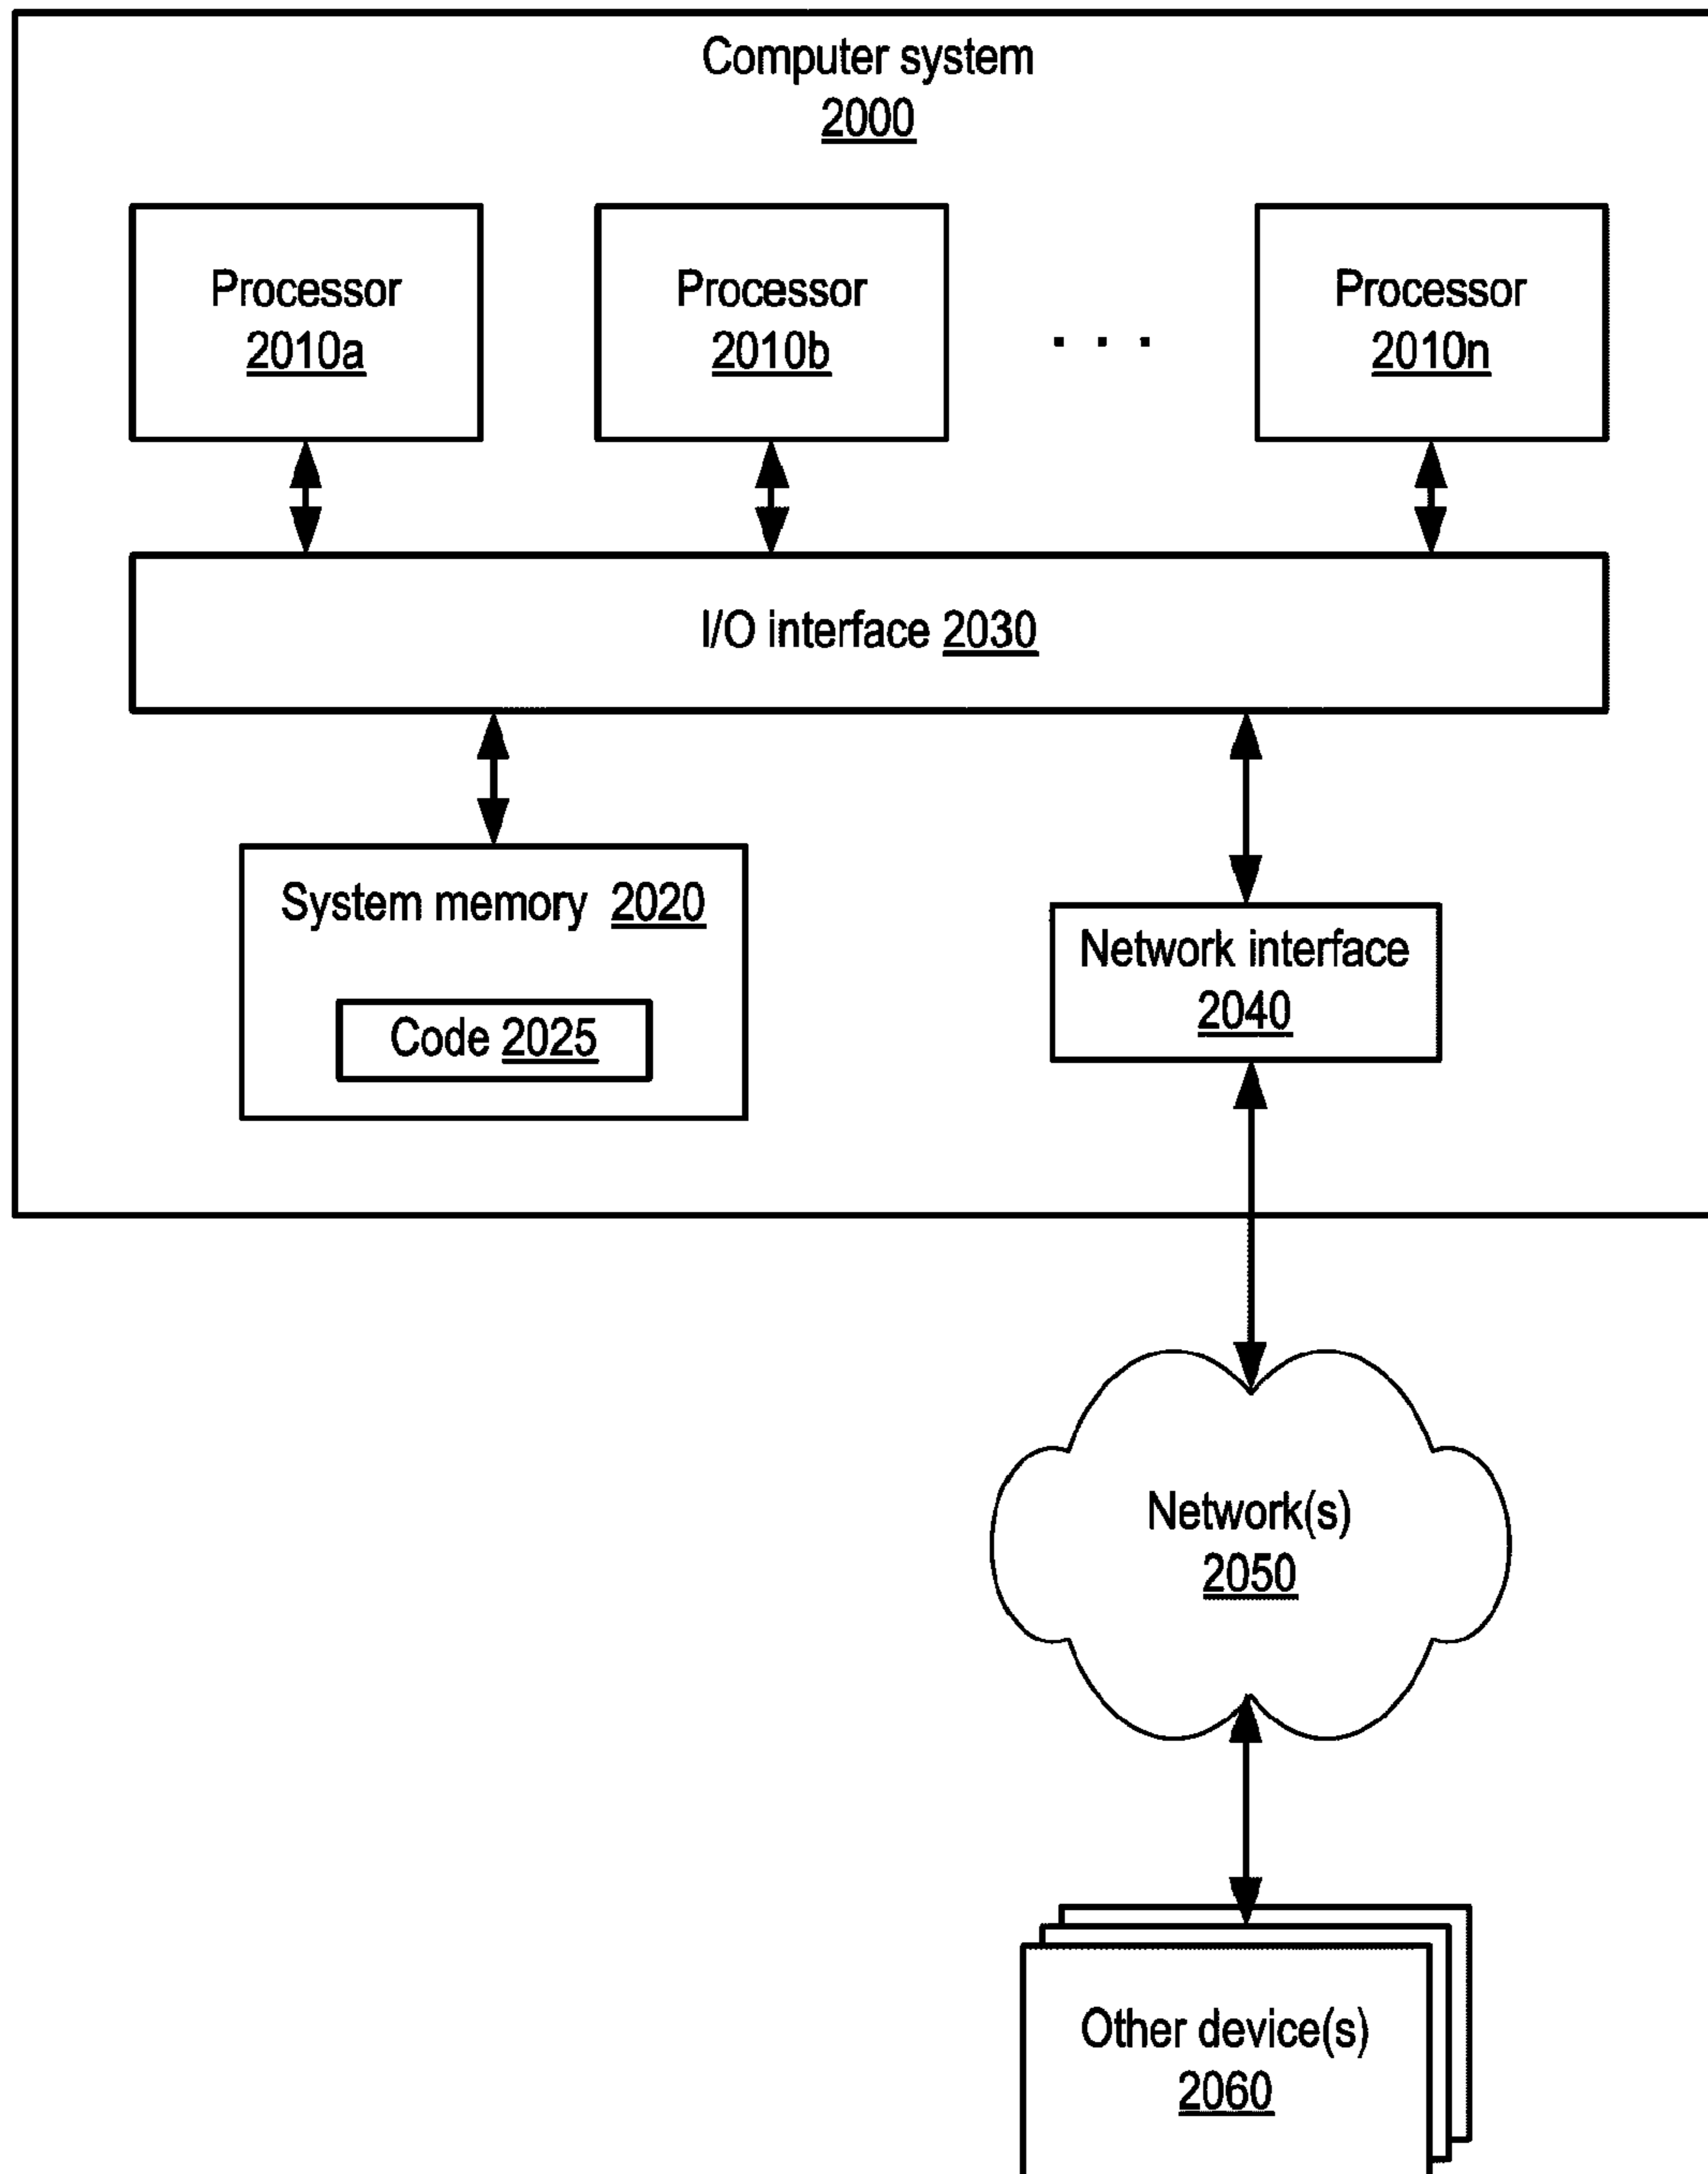 Computer system
2000
Processor
2010a
Processor
2010b
. . .
Processor
2010n
I/O interface 2030
System memory 2020
Code 2025
Network interface
2040
Network(s)
2050
Other device(s)
2060